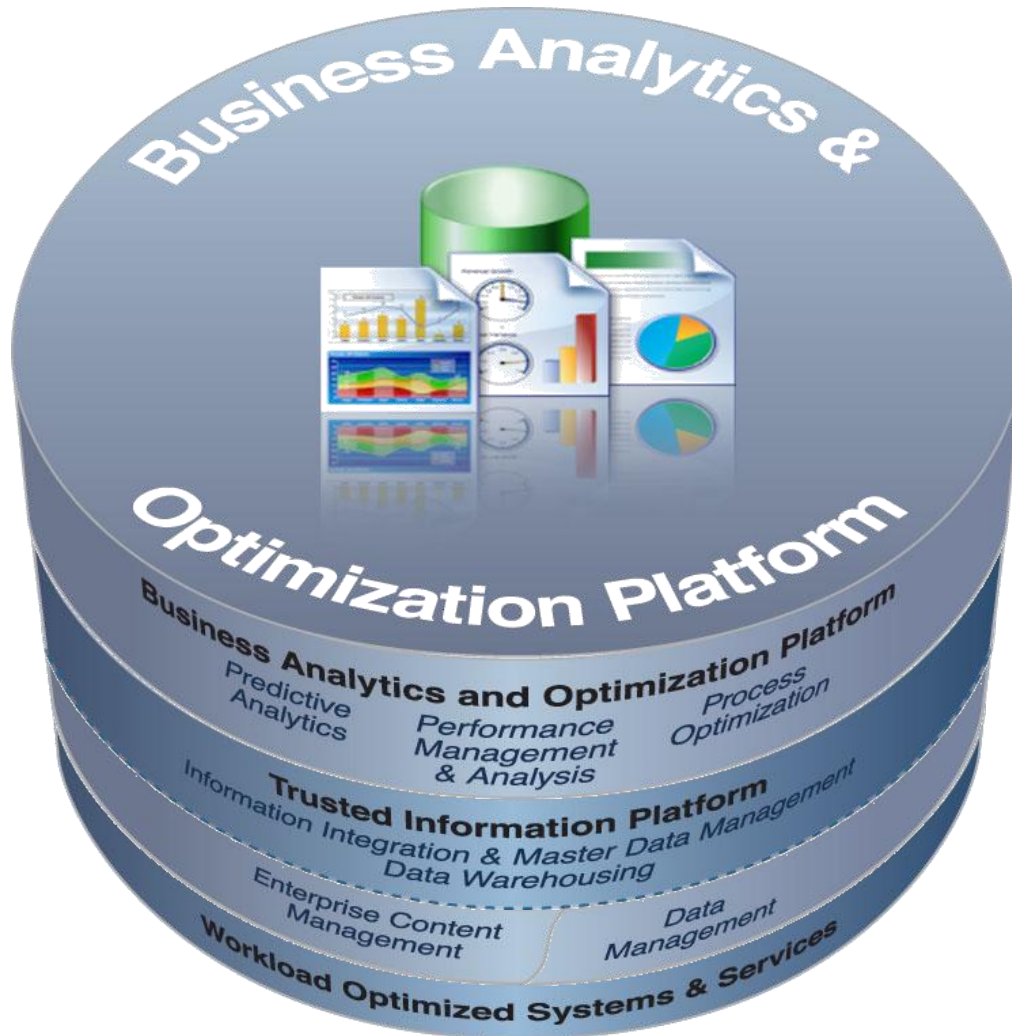 Business Analytics &
Optimization Platform
Business Analytics and Optimization Platform
Predictive
Analytics
Performance
Management
& Analysis
Process
Optimization
Trusted Information Platform
Information Integration & Master Data Management
Data Warehousing
Enterprise Content
Management
Data
Management
Workload Optimized Systems & Services